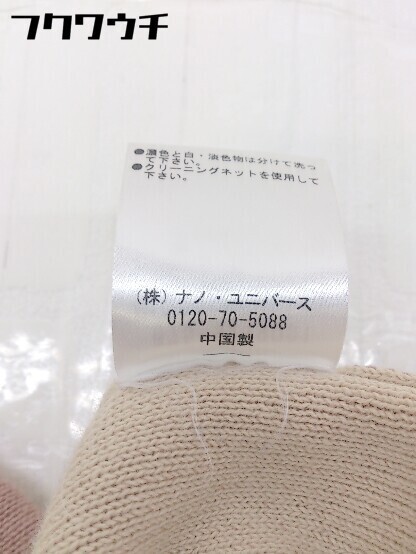 フクワウチ
●濃色と白・淡色物は分けて洗っ
て下さい。
●クリーニングネットを使用して
下さい。
(株)ナノ・ユニバース
0120-70-5088
中国製